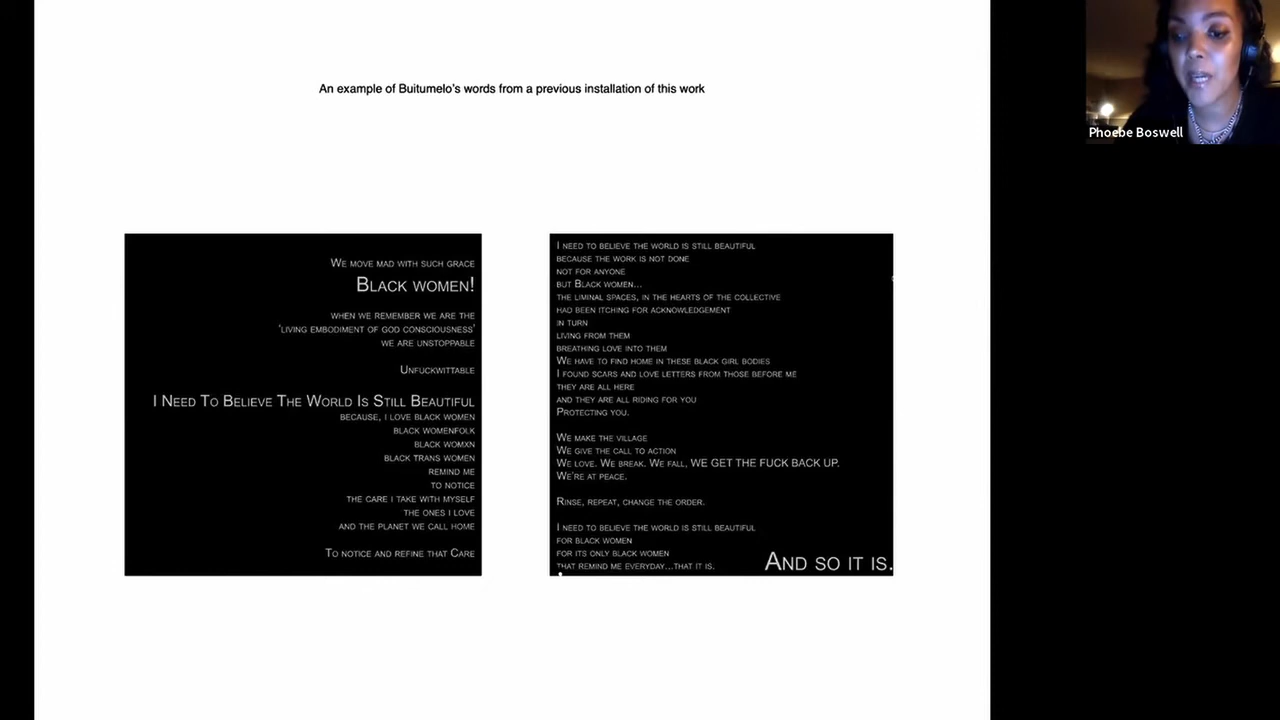 An example of Buitumelo's words from a previous installation of this work
Phoebe Boswell
We move mad with such grace
Black women!
when we remember we are the
'living embodiment of God consciousness'
we are unstoppable
Unfuckwittable
I Need To Believe The World Is Still Beautiful
because, I love black women
black womenfolk
black womxn
black trans women
remind me
to notice
the care I take with myself
the ones I love
and the planet we call home
To notice and refine that Care
I need to believe the world is still beautiful
because the work is not done
not for anyone
but Black women...
the liminal spaces, in the hearts of the collective
had been itching for acknowledgement
in turn
living from them
breathing love into them
We have to find home in these black girl bodies
I found scars and love letters from those before me
they are all here
and they are all riding for you
Protecting you.
We make the village
We give the call to action
We love. We break. We fall, WE GET THE FUCK BACK UP.
We're at peace.
Rinse, repeat, change the order.
I need to believe the world is still beautiful
for black women
for its only black women
that remind me everyday...that it is.
And so it is.